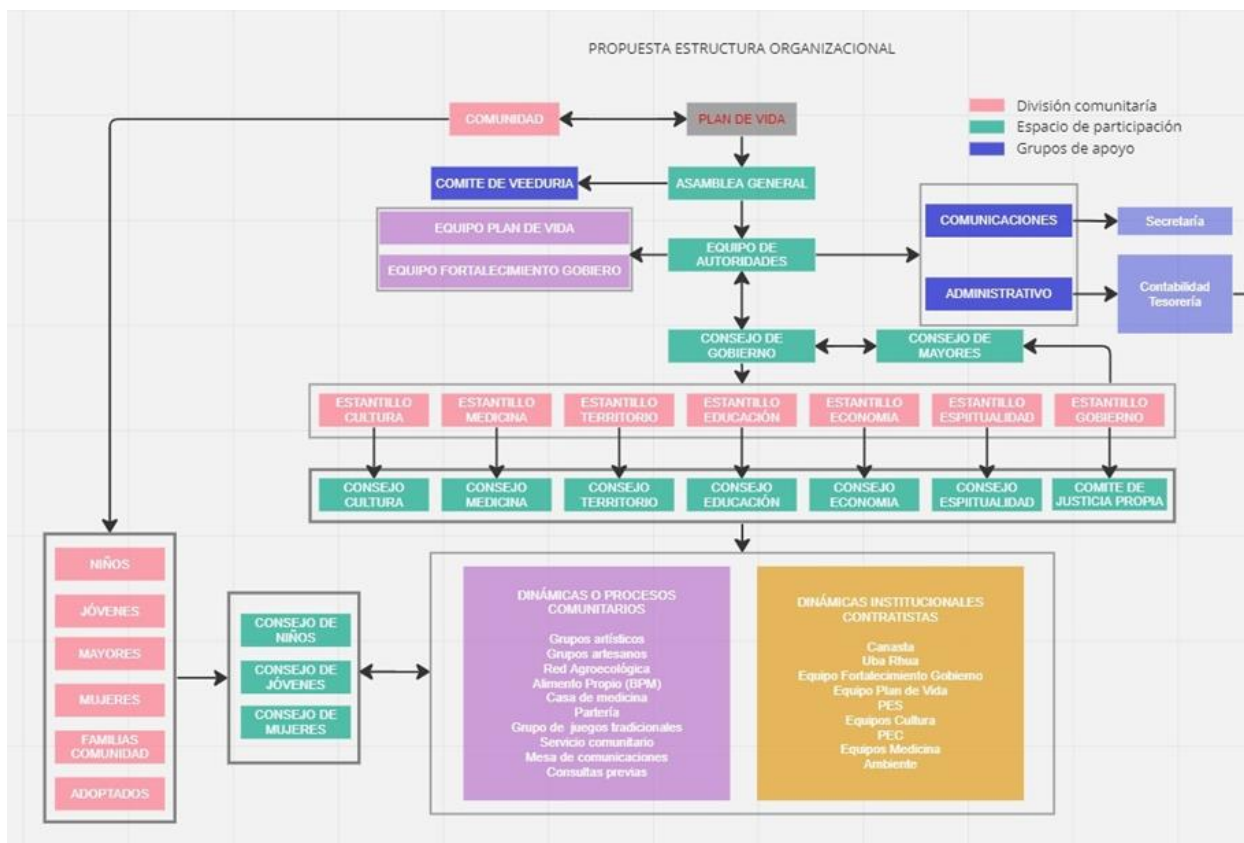 PROPUESTA ESTRUCTURA ORGANIZACIONAL
División comunitaría
Espacio de participación
Grupos de apoyo
COMUNIDAD
PLAN DE VIDA
COMITE DE VEEDURIA
ASAMBLEA GENERAL
EQUIPO PLAN DE VIDA
EQUIPO FORTALECIMIENTO GOBIERO
EQUIPO DE
AUTORIDADES
COMUNICACIONES
Secretaría
ADMINISTRATIVO
Contabilidad
Tesorería
CONSEJO DE
GOBIERNO
CONSEJO DE
MAYORES
ESTANTILLO
CULTURA
ESTANTILLO
MEDICINA
ESTANTILLO
TERRITORIO
ESTANTILLO
EDUCACIÓN
ESTANTILLO
ECONOMIA
ESTANTILLO
ESPIITUALIDAD
ESTANTILLO
GOBIERNO
CONSEJO
CULTURA
CONSEJO
MEDICINA
CONSEJO
TERRITORIO
CONSEJO
EDUCACIÓN
CONSEJO
ECONOMIA
CONSEJO
ESPIITUALIDAD
COMITE DE
JUSTICIA PROPIA
NIÑOS
JÓVENES
MAYORES
MUJERES
FAMILIAS
COMUNIDAD
ADOPTADOS
CONSEJO DE
NIÑOS
CONSEJO DE
JÓVENES
CONSEJO DE
MUJERES
DINÁMICAS O PROCESOS
COMUNITARIOS
Grupos artísticos
Grupos artesanos
Red Agroecológica
Alimento Propio (BPM)
Casa de medicina
Partería
Grupo de juegos tradicionales
Servicio comunitario
Mesa de comunicaciones
Consultas previas
DINÁMICAS INSTITUCIONALES
CONTRATISTAS
Canasta
Uba Rhua
Equipo Fortalecimiento Gobierno
Equipo Plan de Vida
PES
Equipos Cultura
PEC
Equipos Medicina
Ambiente